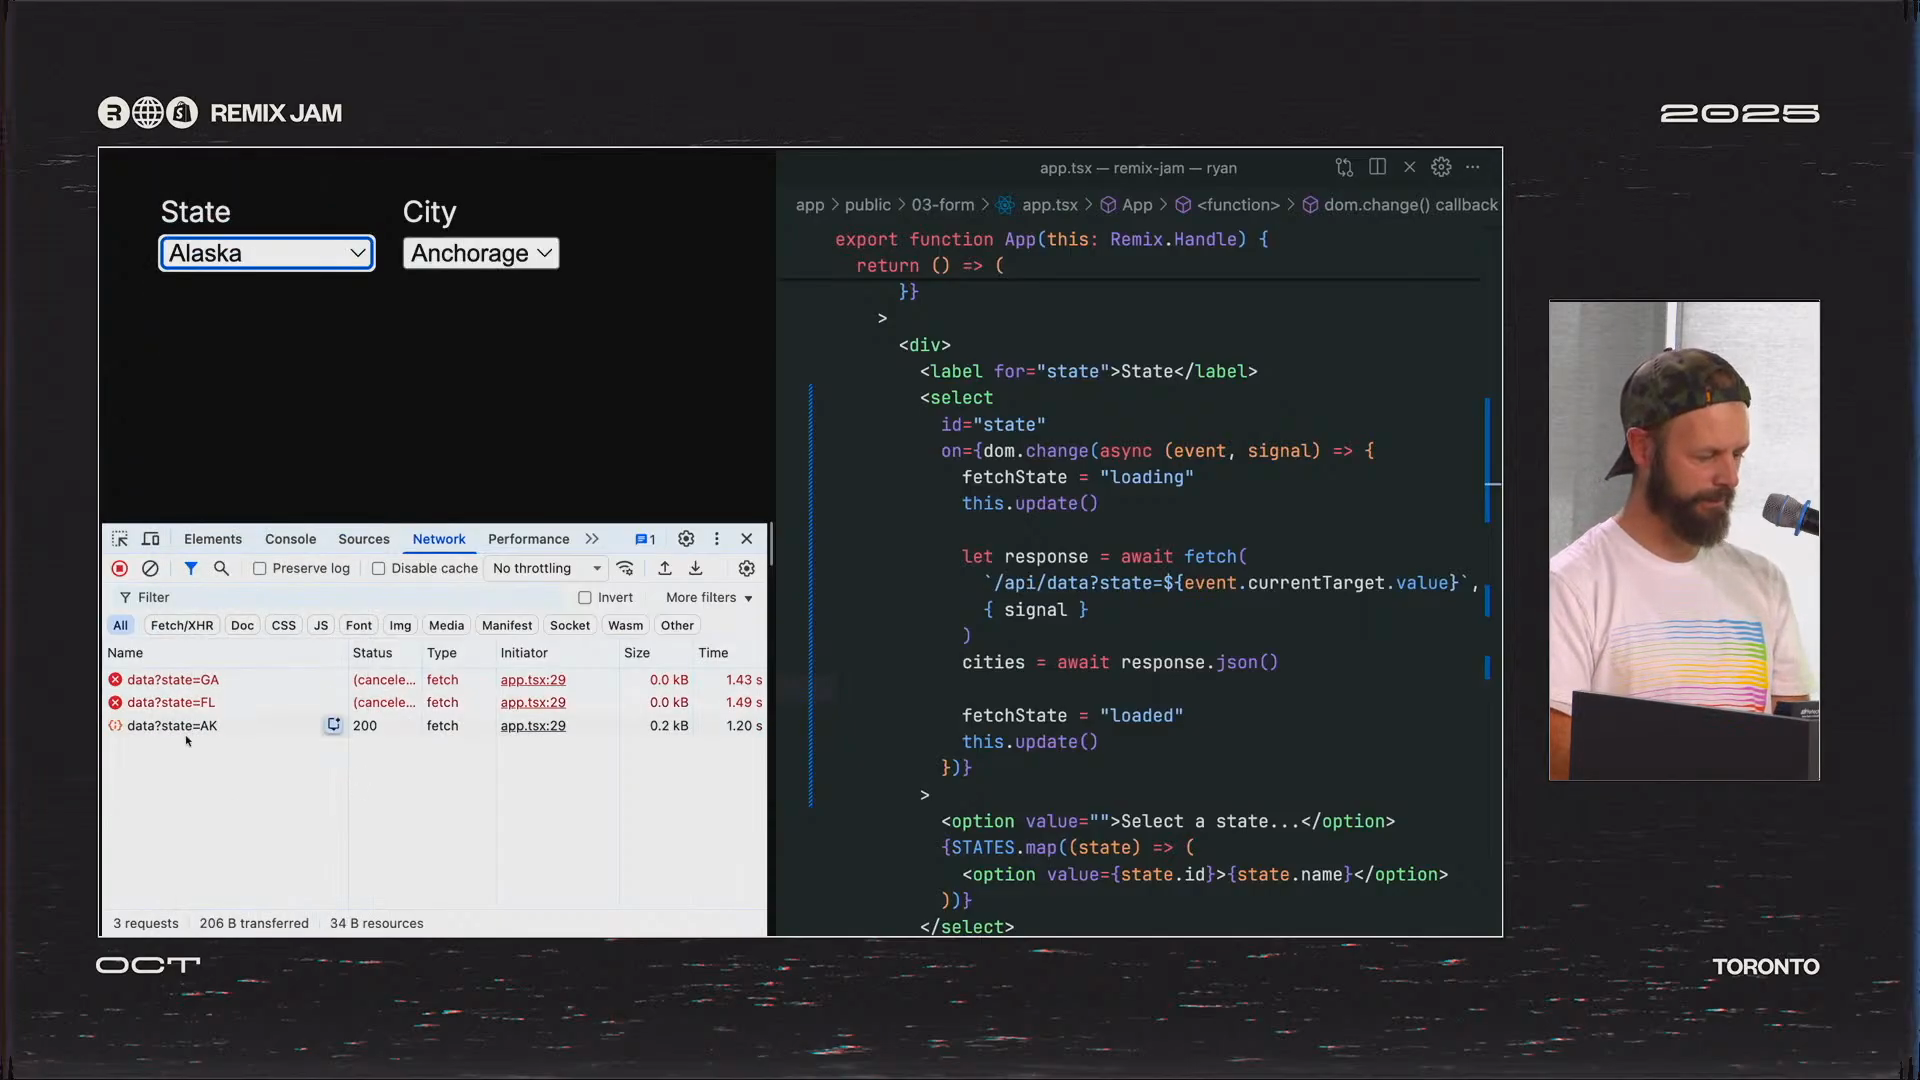 REMIX JAM
2025
State
City
Alaska
Anchorage
Elements
Console
Sources
Network
Performance
1
Preserve log
Disable cache
No throttling
Filter
Invert
More filters
All
Fetch/XHR
Doc
CSS
JS
Font
Img
Media
Manifest
Socket
Wasm
Other
Name Status Type Initiator Size Time
data?state=GA (cancele... fetch app.tsx:29 0.0 kB 1.43 s
data?state=FL (cancele... fetch app.tsx:29 0.0 kB 1.49 s
data?state=AK 200 fetch app.tsx:29 0.2 kB 1.20 s
3 requests 206 B transferred 34 B resources
app.tsx — remix-jam — ryan
app > public > 03-form > app.tsx > App > <function> > dom.change() callback
export function App(this: Remix.Handle) {
return () => (
}}
>
<div>
<label for="state">State</label>
<select
id="state"
on={dom.change(async (event, signal) => {
fetchState = "loading"
this.update()
let response = await fetch(
`/api/data?state=${event.currentTarget.value}`,
{ signal }
)
cities = await response.json()
fetchState = "loaded"
this.update()
})}
>
<option value="">Select a state...</option>
{STATES.map((state) => (
<option value={state.id}>{state.name}</option>
))}
</select>
OCT
TORONTO